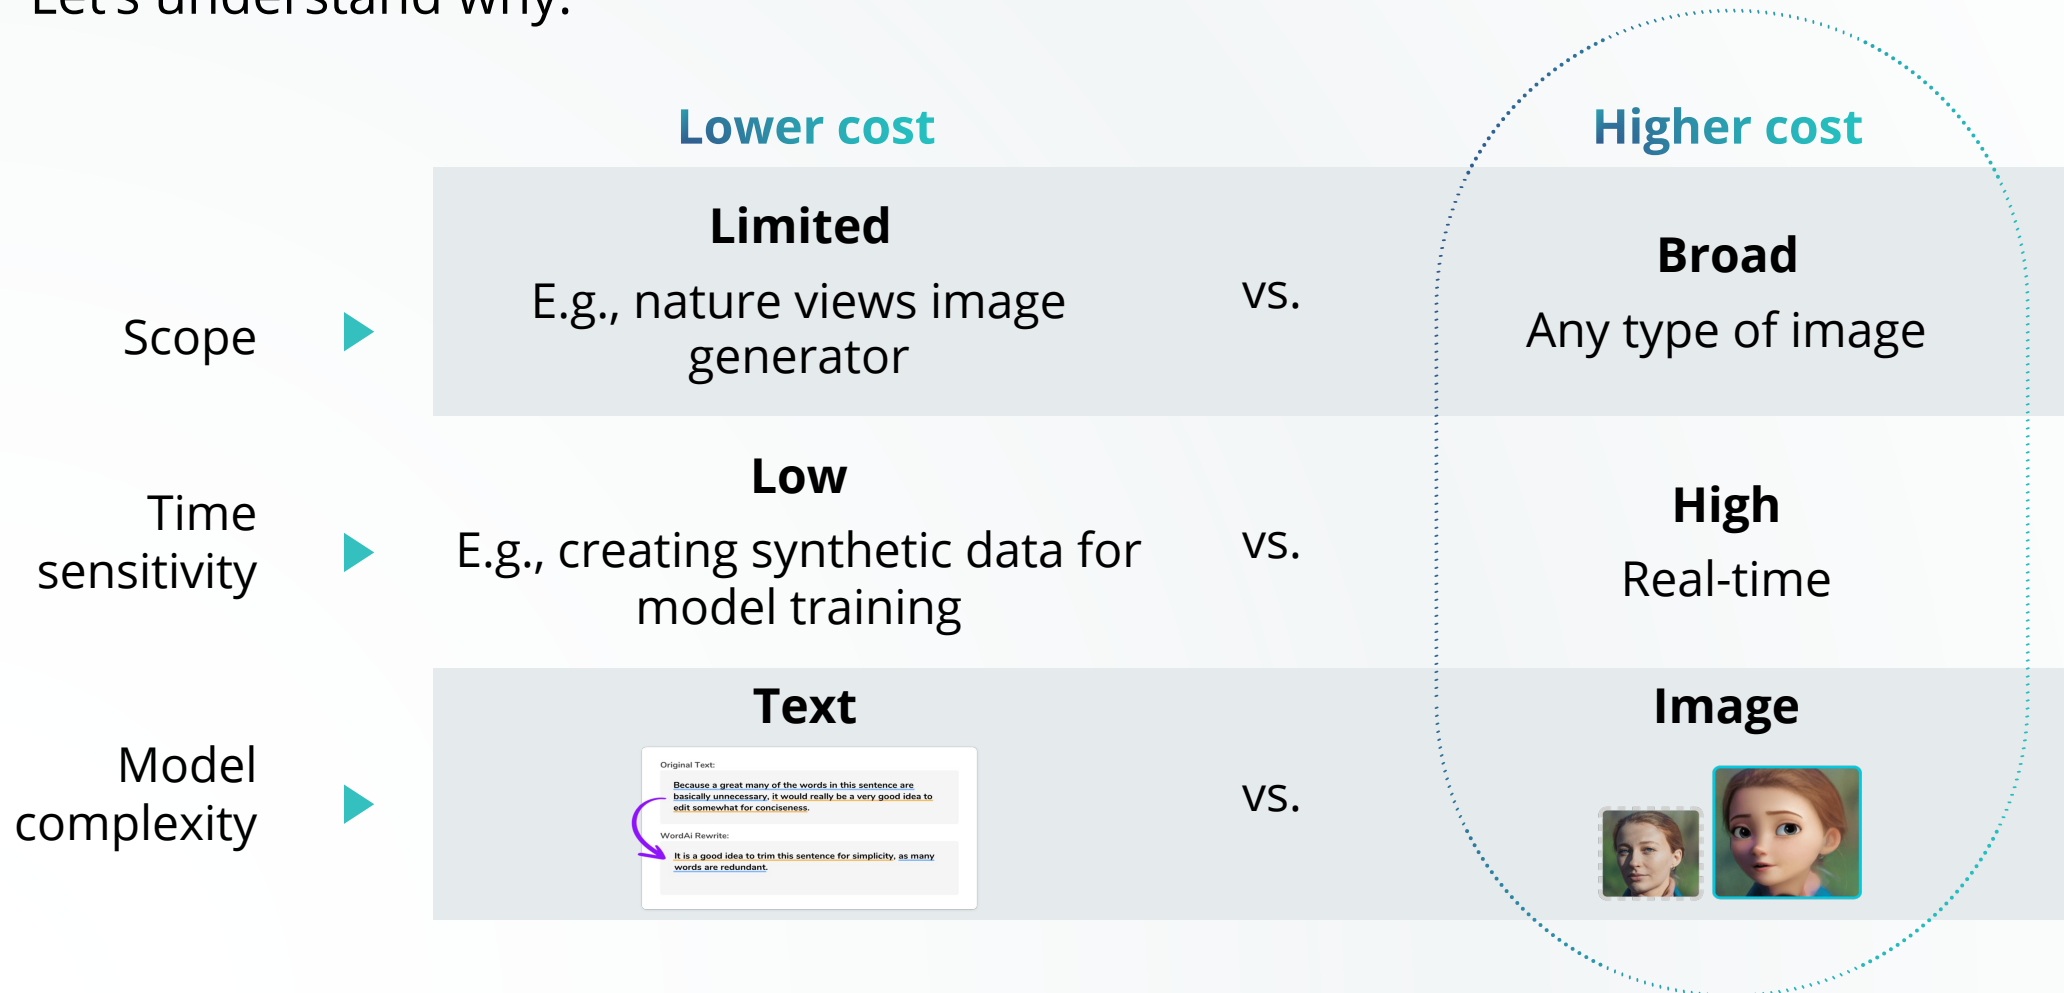 Let's understand why.
Lower cost
Higher cost
Scope
Limited
E.g., nature views image
generator
vs.
Broad
Any type of image
Time
sensitivity
Low
E.g., creating synthetic data for
model training
vs.
High
Real-time
Model
complexity
Text
Original Text:
Because a great many of the words in this sentence are
basically unnecessary, it would really be a very good idea to
edit somewhat for conciseness.
WordAi Rewrite:
It is a good idea to trim this sentence for simplicity, as many
words are redundant.
vs.
Image